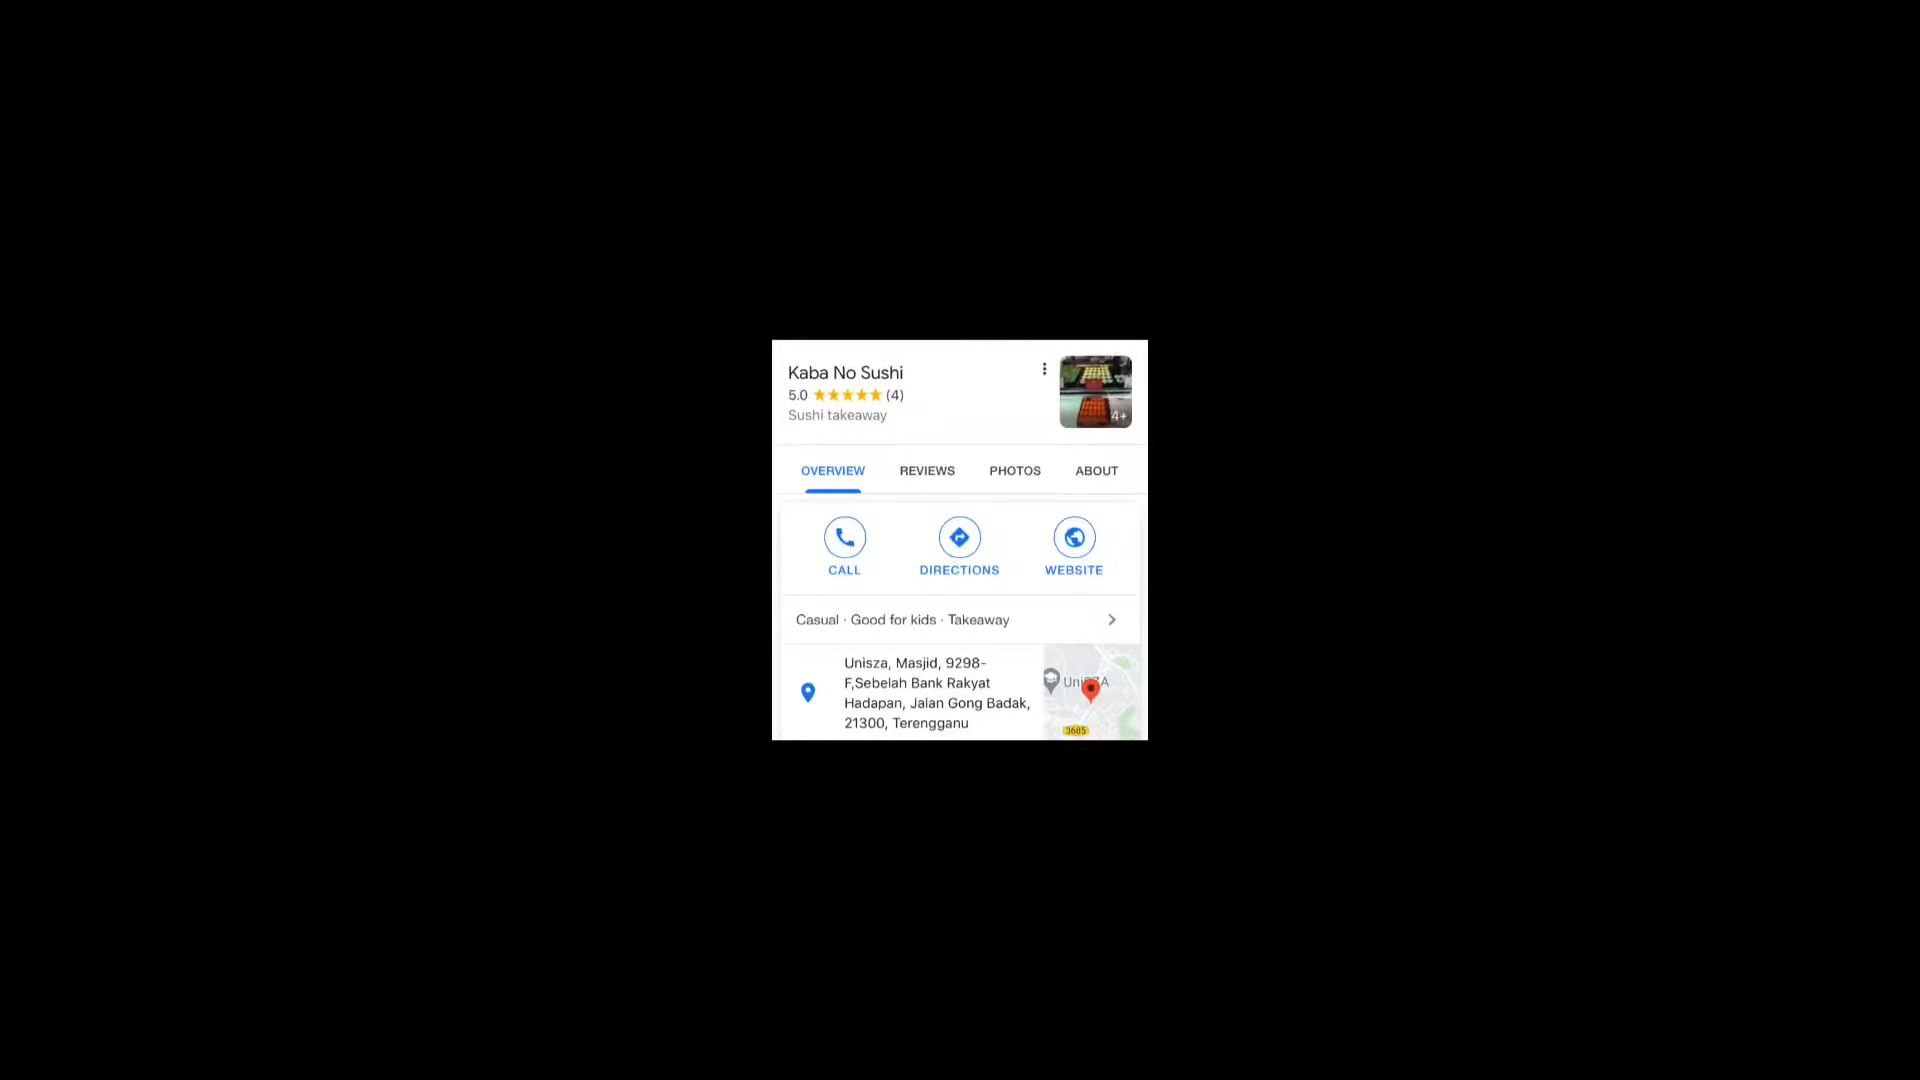 Kaba No Sushi
5.0 ★★★★★ (4)
Sushi takeaway
4+
OVERVIEW REVIEWS PHOTOS ABOUT
CALL DIRECTIONS WEBSITE
Casual · Good for kids · Takeaway
Unisza, Masjid, 9298-
F,Sebelah Bank Rakyat
Hadapan, Jalan Gong Badak,
21300, Terengganu
UniSZA
3685